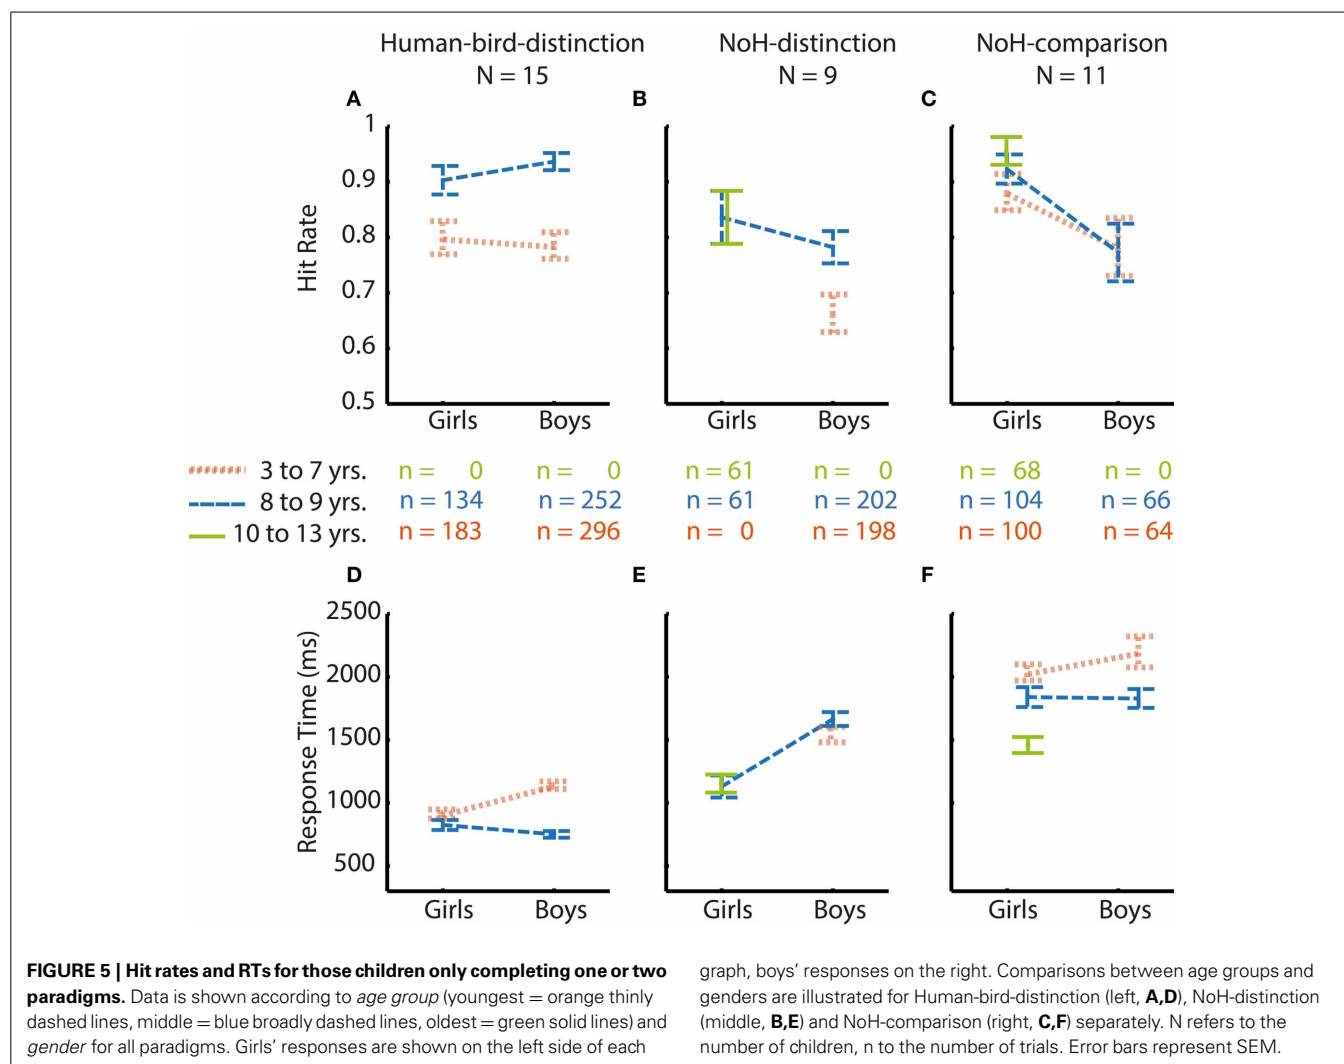 Human-bird-distinction NoH-distinction NoH-comparison
N = 15 N = 9 N = 11
A B C
1
0.9
0.8
0.7
0.6
0.5
Hit Rate
Girls Boys Girls Boys Girls Boys
3 to 7 yrs. n = 0 n = 0 n = 61 n = 0 n = 68 n = 0
8 to 9 yrs. n = 134 n = 252 n = 61 n = 202 n = 104 n = 66
10 to 13 yrs. n = 183 n = 296 n = 0 n = 198 n = 100 n = 64
D E F
2500
2000
1500
1000
500
Response Time (ms)
Girls Boys Girls Boys Girls Boys
FIGURE 5 | Hit rates and RTs for those children only completing one or two
paradigms. Data is shown according to age group (youngest = orange thinly
dashed lines, middle = blue broadly dashed lines, oldest = green solid lines) and
gender for all paradigms. Girls' responses are shown on the left side of each
graph, boys' responses on the right. Comparisons between age groups and
genders are illustrated for Human-bird-distinction (left, A,D), NoH-distinction
(middle, B,E) and NoH-comparison (right, C,F) separately. N refers to the
number of children, n to the number of trials. Error bars represent SEM.